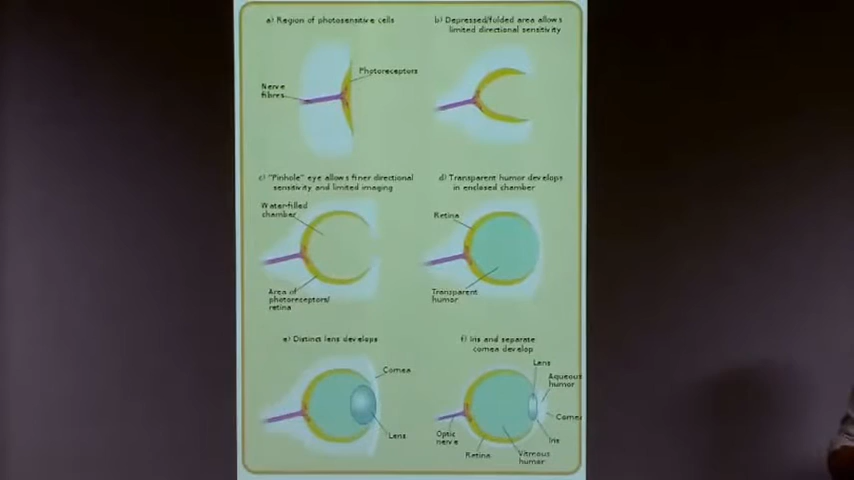 a) Region of photosensitive cells
Photoreceptors
Nerve
fibres
b) Depressed/folded area allows
limited directional sensitivity
c) "Pinhole" eye allows finer directional
sensitivity and limited imaging
Water-filled
chamber
Area of
photoreceptors/
retina
d) Transparent humor develops
in enclosed chamber
Retina
Transparent
humor
e) Distinct lens develops
Cornea
Lens
f) Iris and separate
cornea develop
Lens
Aqueous
humor
Cornea
Iris
Optic
nerve
Retina
Vitreous
humor